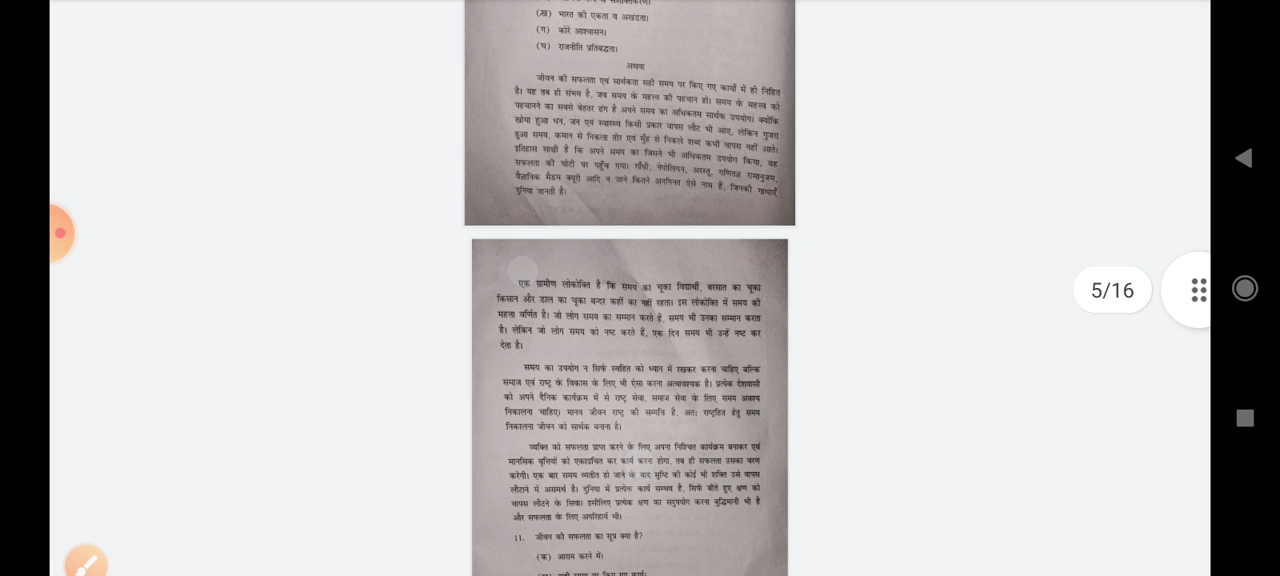 (ख) भारत की एकता व अखंडता।
(ग) कोरे आश्वासन।
(घ) राजनीति प्रतिबद्धता।
अथवा
जीवन की सफलता एवं सार्थकता सही समय पर किए गए कार्यों में ही निहित
है। यह तब ही संभव है, जब समय के महत्त्व की पहचान हो। समय के महत्त्व को
पहचानने का सबसे बेहतर ढंग है अपने समय का अधिकतम सार्थक उपयोग। क्योंकि
खोया हुआ धन, जन एवं स्वास्थ्य किसी प्रकार वापस लौट भी आए, लेकिन गुजरा
हुआ समय, कमान से निकला तीर एवं मुँह से निकले शब्द कभी वापस नहीं आते।
इतिहास साक्षी है कि अपने समय का जिसने भी अधिकतम उपयोग किया, वह
सफलता की चोटी पर पहुँच गया। गाँधी, नेपोलियन, अरस्तू, गणितज्ञ रामानुजम,
वैज्ञानिक मैडम क्यूरी आदि न जाने कितने अनगिनत ऐसे नाम हैं, जिनकी गाथाएँ
दुनिया जानती है।
एक ग्रामीण लोकोक्ति है कि समय का चूका विद्यार्थी, बरसात का चूका
किसान और डाल का चूका बन्दर कहीं का नहीं रहता। इस लोकोक्ति में समय की
5/16
महत्ता वर्णित है। जो लोग समय का सम्मान करते हैं, समय भी उनका सम्मान करता
है। लेकिन जो लोग समय को नष्ट करते हैं, एक दिन समय भी उन्हें नष्ट कर
देता है।
समय का उपयोग न सिर्फ स्वहित को ध्यान में रखकर करना चाहिए बल्कि
समाज एवं राष्ट्र के विकास के लिए भी ऐसा करना अत्यावश्यक है। प्रत्येक देशवासी
को अपने दैनिक कार्यक्रम में से राष्ट्र सेवा, समाज सेवा के लिए समय अवश्य
निकालना चाहिए। मानव जीवन राष्ट्र की सम्पत्ति है, अतः राष्ट्रहित हेतु समय
निकालना जीवन को सार्थक बनाना है।
व्यक्ति को सफलता प्राप्त करने के लिए अपना निश्चित कार्यक्रम बनाकर एवं
मानसिक वृत्तियों को एकाग्रचित कर कार्य करना होगा, तब ही सफलता उसका वरण
करेगी। एक बार समय व्यतीत हो जाने के बाद सृष्टि की कोई भी शक्ति उसे वापस
लौटाने में असमर्थ है। दुनिया में प्रत्येक कार्य सम्भव है, सिर्फ बीते हुए क्षण को
वापस लौटने के सिवा। इसीलिए प्रत्येक क्षण का सदुपयोग करना बुद्धिमानी भी है
और सफलता के लिए अपरिहार्य भी।
11. जीवन की सफलता का सूत्र क्या है?
(क) आराम करने में।